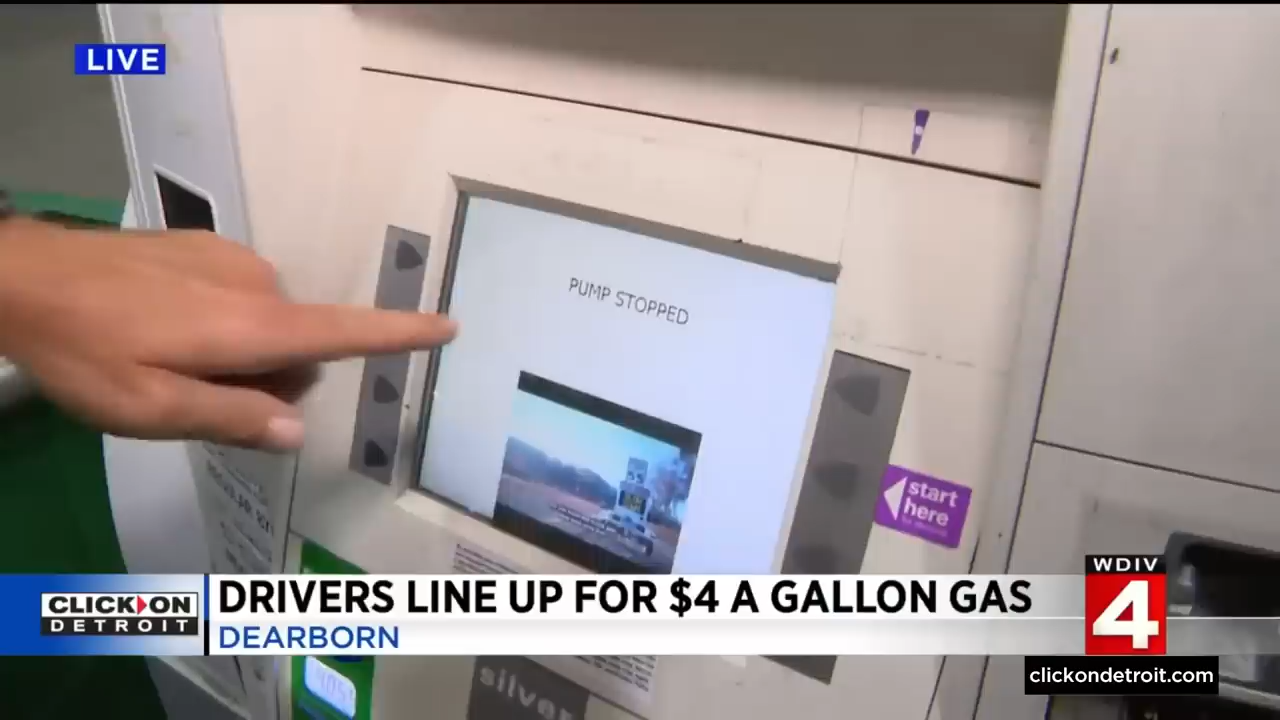 LIVE
PUMP STOPPED
start
here
WDIV
4
CLICK ON
DETROIT
DRIVERS LINE UP FOR $4 A GALLON GAS
DEARBORN
clickondetroit.com
silver